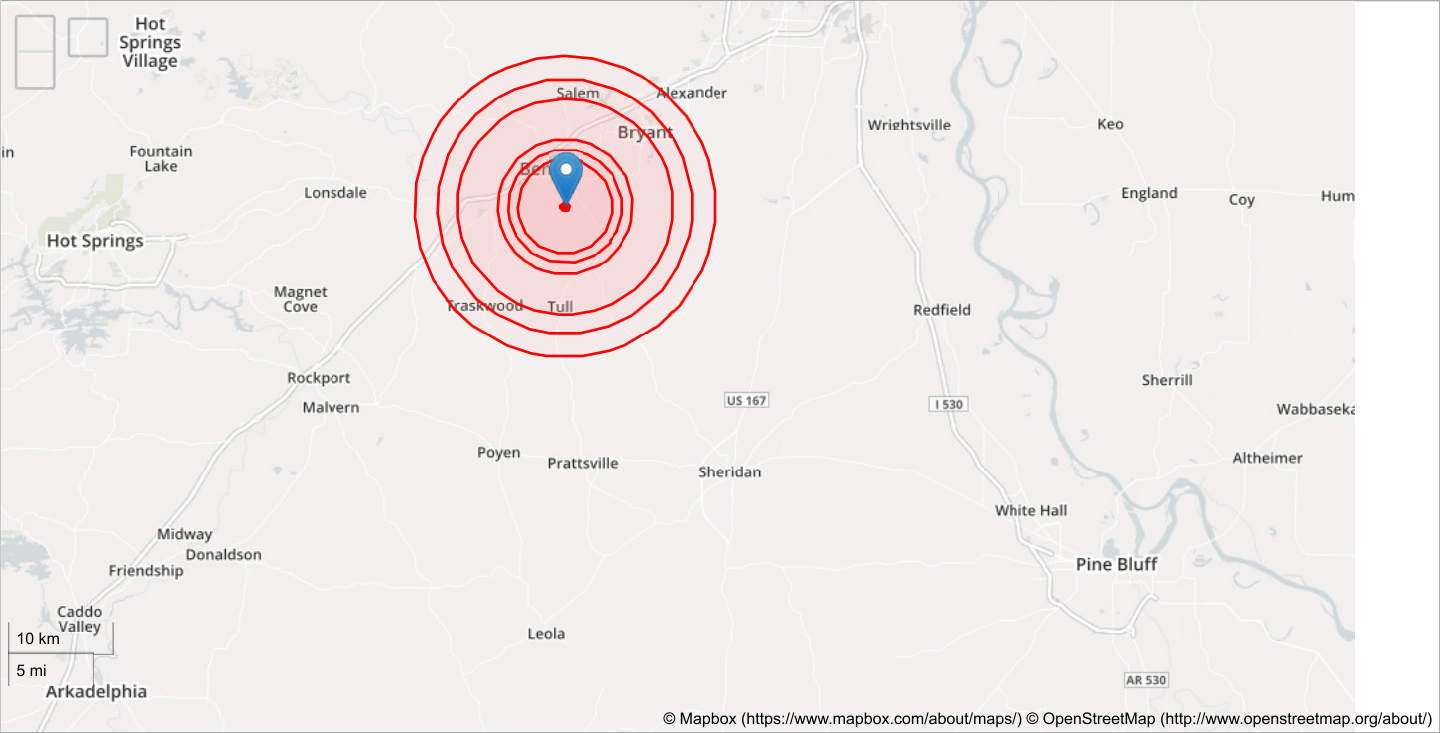 Hot
Springs
Village
Salem
Alexander
Bryant
Wrightsville
Keo
in
Fountain
Lake
Ben
Lonsdale
England
Coy
Hum
Hot Springs
Magnet
Cove
Traskwood
Tull
Redfield
Rockport
Malvern
US 167
I 530
Sherrill
Wabbaseka
Poyen
Prattsville
Sheridan
Altheimer
White Hall
Midway
Donaldson
Friendship
Pine Bluff
Caddo
Valley
10 km
5 mi
Leola
Arkadelphia
AR 530
© Mapbox (https://www.mapbox.com/about/maps/) © OpenStreetMap (http://www.openstreetmap.org/about/)